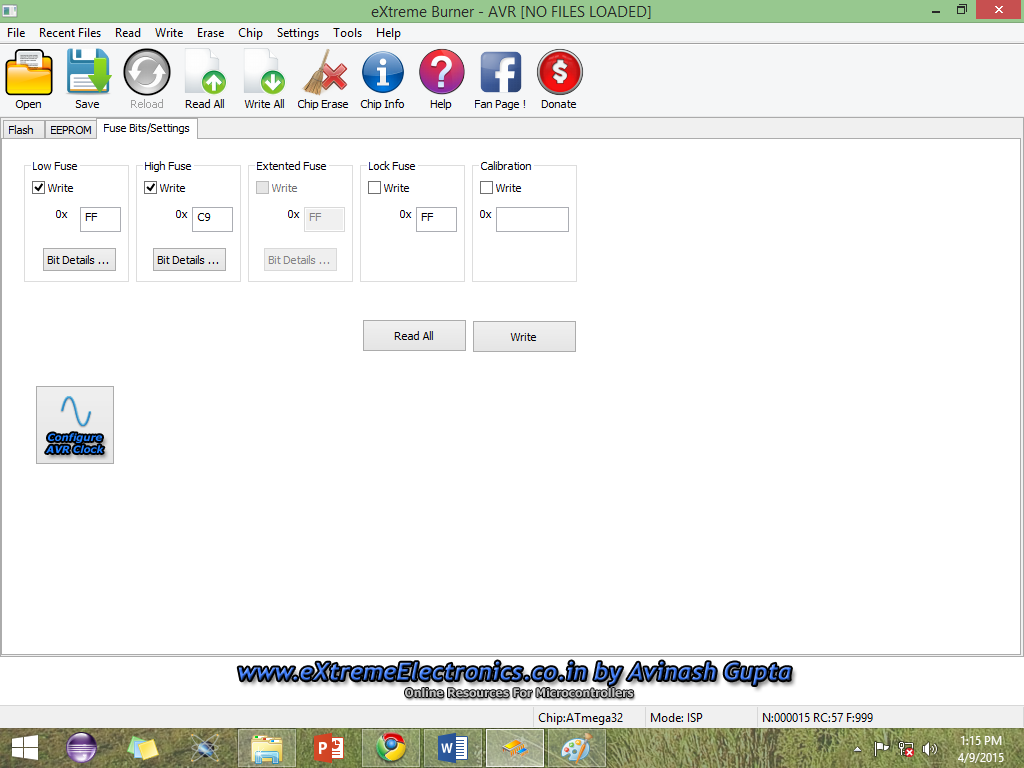 eXtreme Burner - AVR [NO FILES LOADED]
File Recent Files Read Write Erase Chip Settings Tools Help
Open Save Reload Read All Write All Chip Erase Chip Info Help Fan Page ! Donate
Flash EEPROM Fuse Bits/Settings
Low Fuse High Fuse Extented Fuse Lock Fuse Calibration
Write Write Write Write Write
0x FF 0x C9 0x FF 0x FF 0x
Bit Details ... Bit Details ... Bit Details ...
Read All Write
Configure
AVR Clock
www.eXtremeElectronics.co.in by Avinash Gupta
Online Resources For Microcontrollers
Chip:ATmega32 Mode: ISP N:000015 RC:57 F:999
1:15 PM
4/9/2015